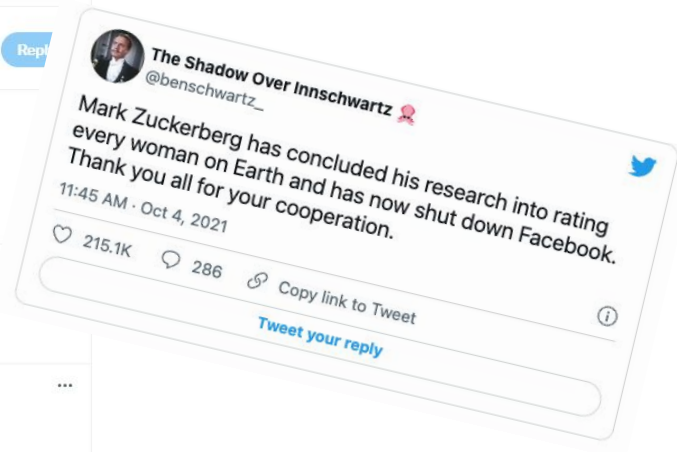 Repl
The Shadow Over Innschwartz 🦑
@benschwartz_
Mark Zuckerberg has concluded his research into rating
every woman on Earth and has now shut down Facebook.
Thank you all for your cooperation.
11:45 AM · Oct 4, 2021
215.1K 286 Copy link to Tweet
Tweet your reply